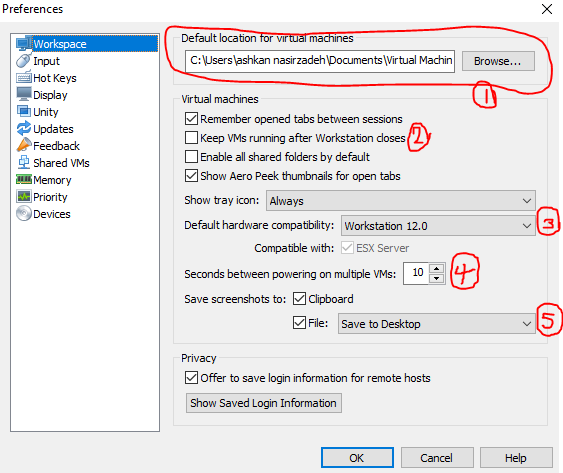 Preferences
Workspace
Input
Hot Keys
Display
Unity
Updates
Feedback
Shared VMs
Memory
Priority
Devices
Default location for virtual machines
C:\Users\ashkan nasirzadeh\Documents\Virtual Machin
Browse...
1
Virtual machines
Remember opened tabs between sessions
Keep VMs running after Workstation closes
2
Enable all shared folders by default
Show Aero Peek thumbnails for open tabs
Show tray icon: Always
Default hardware compatibility: Workstation 12.0
3
Compatible with: ESX Server
Seconds between powering on multiple VMs: 10
4
Save screenshots to: Clipboard
File: Save to Desktop
5
Privacy
Offer to save login information for remote hosts
Show Saved Login Information
OK Cancel Help